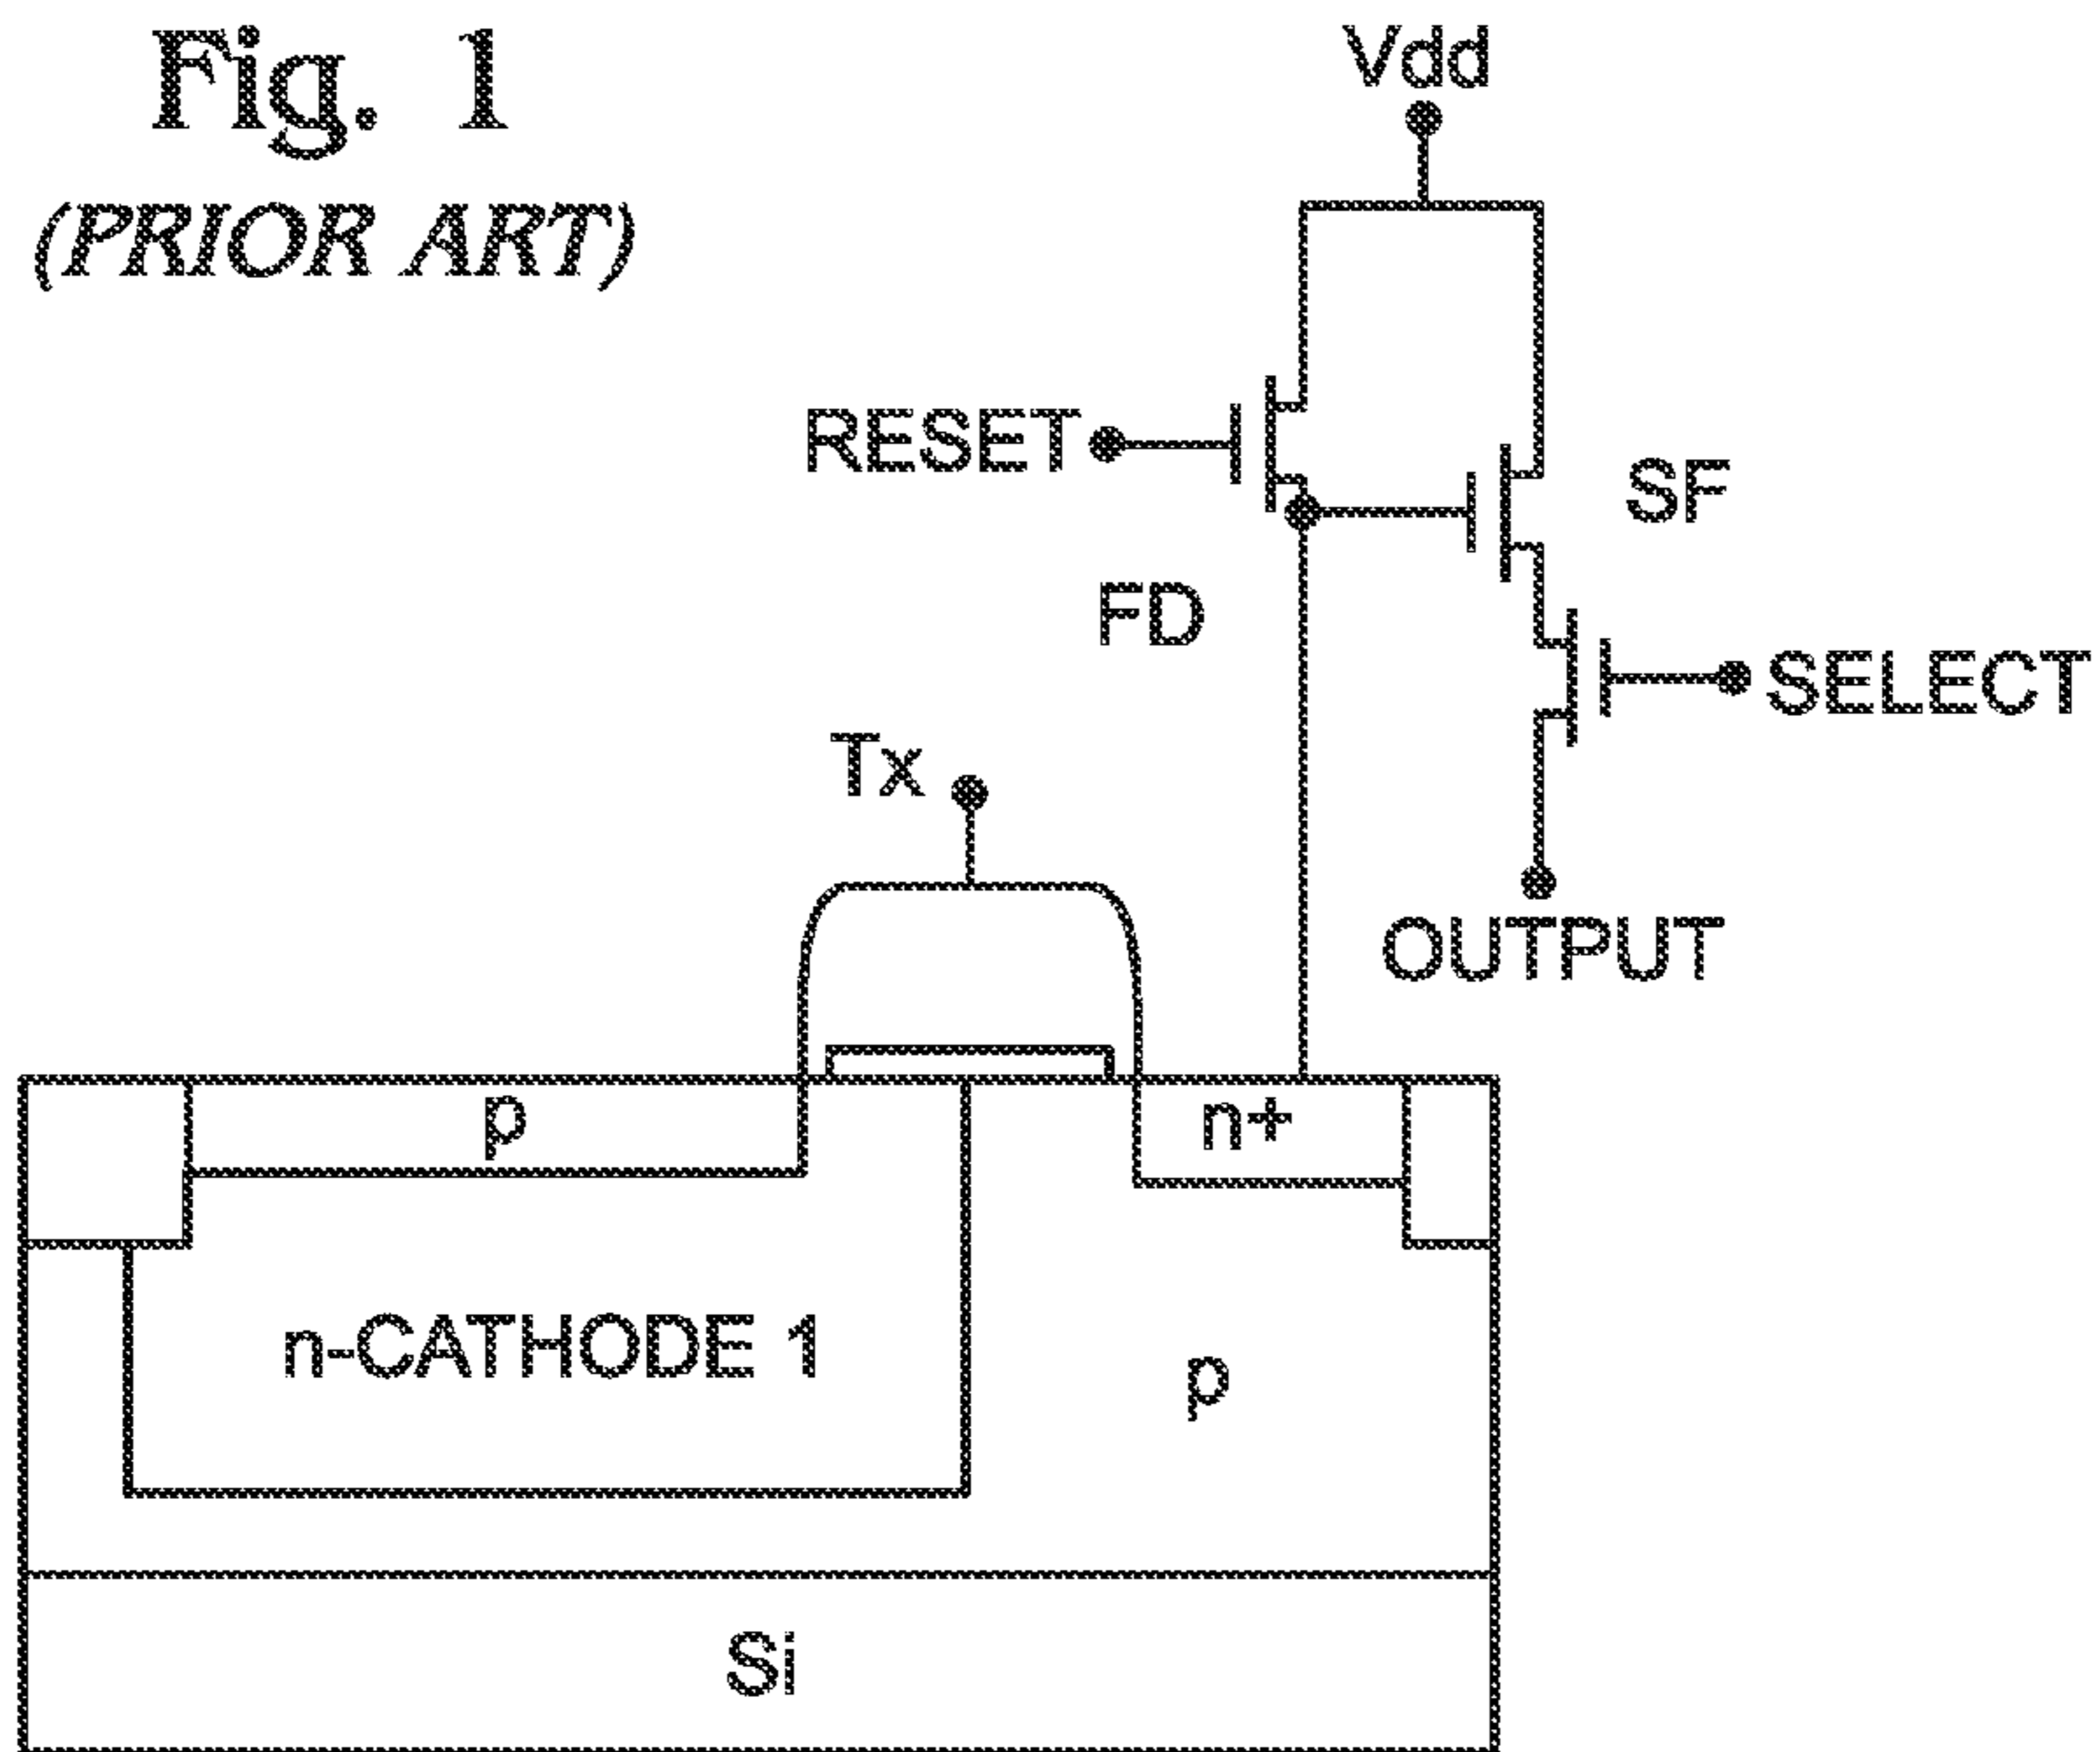 Fig. 1
(PRIOR ART)
Vdd
RESET
SF
FD
SELECT
Tx
OUTPUT
p
n+
n-CATHODE 1
p
Si